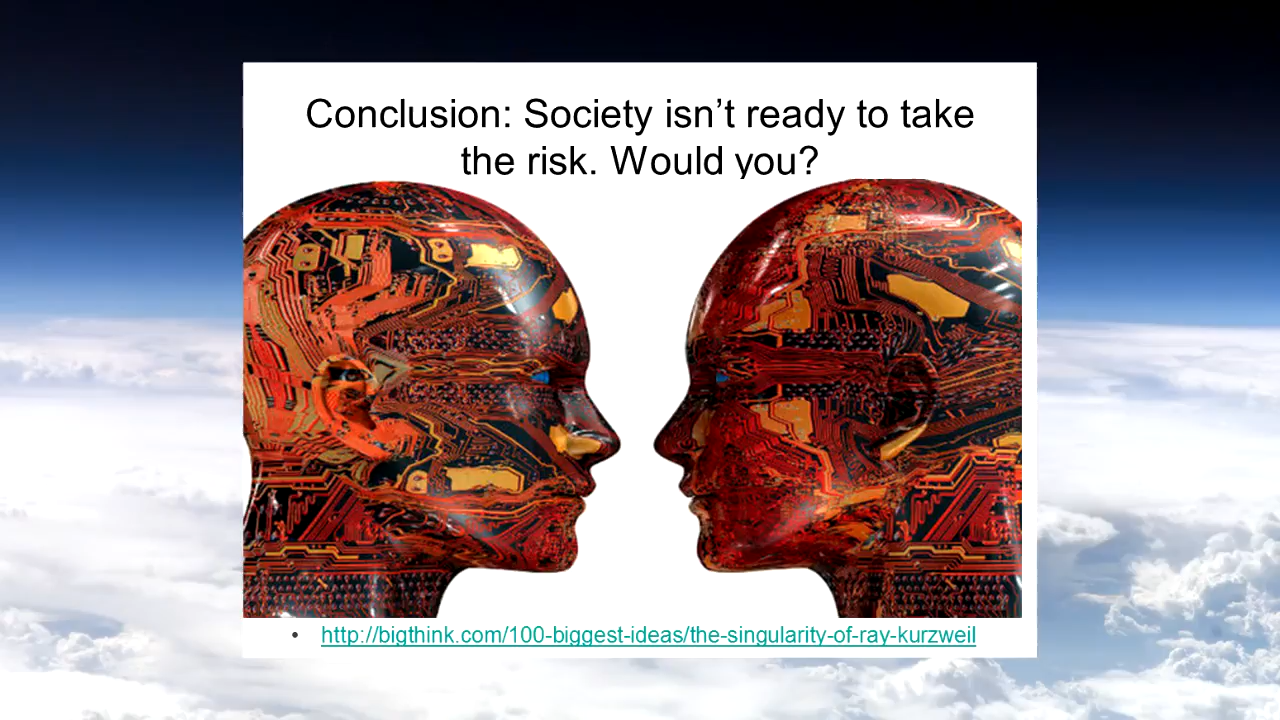 Conclusion: Society isn’t ready to take
the risk. Would you?
• http://bigthink.com/100-biggest-ideas/the-singularity-of-ray-kurzweil